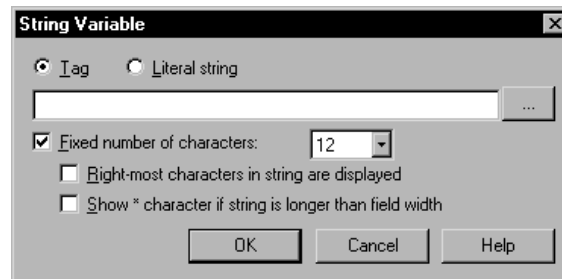 String Variable
Tag Literal string
...
Fixed number of characters: 12
Right-most characters in string are displayed
Show * character if string is longer than field width
OK Cancel Help